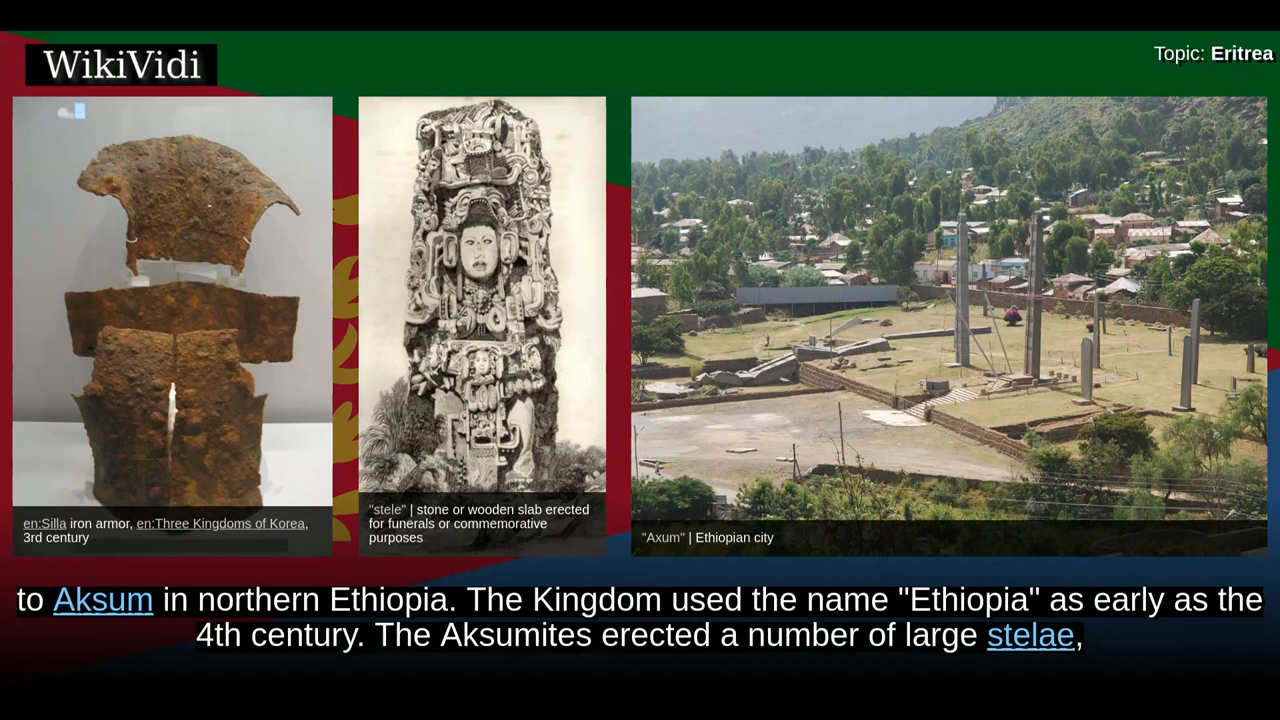 WikiVidi
Topic: Eritrea
en:Silla iron armor, en:Three Kingdoms of Korea,
3rd century
"stele" | stone or wooden slab erected
for funerals or commemorative
purposes
"Axum" | Ethiopian city
to Aksum in northern Ethiopia. The Kingdom used the name "Ethiopia" as early as the
4th century. The Aksumites erected a number of large stelae,